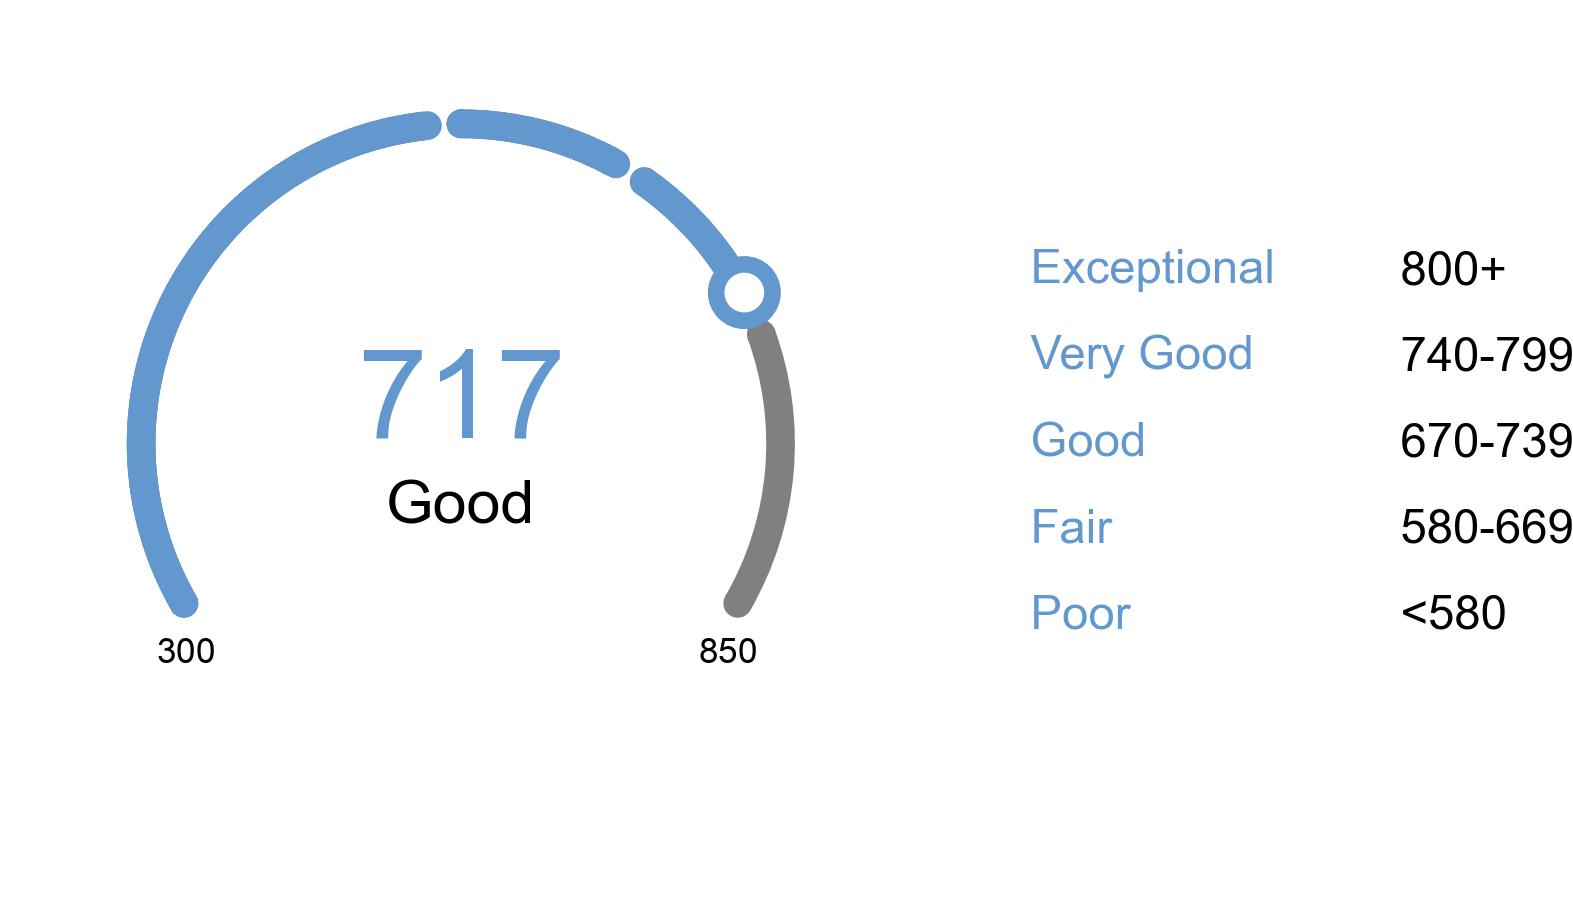 717
Good
300
850
Exceptional 800+
Very Good 740-799
Good 670-739
Fair 580-669
Poor <580